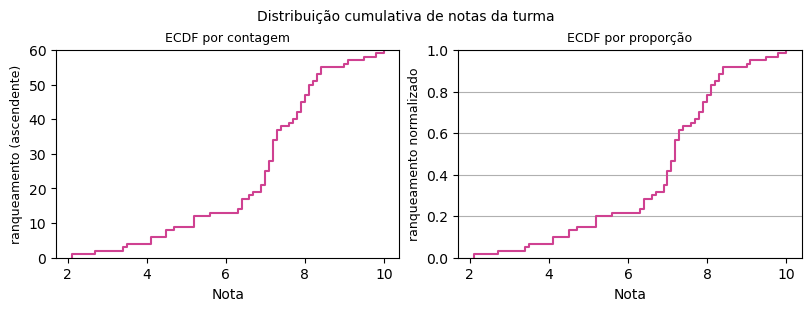 Distribuição cumulativa de notas da turma
ECDF por contagem
ranqueamento (ascendente)
60
50
40
30
20
10
0
2 4 6 8 10
Nota
ECDF por proporção
ranqueamento normalizado
1.0
0.8
0.6
0.4
0.2
0.0
2 4 6 8 10
Nota